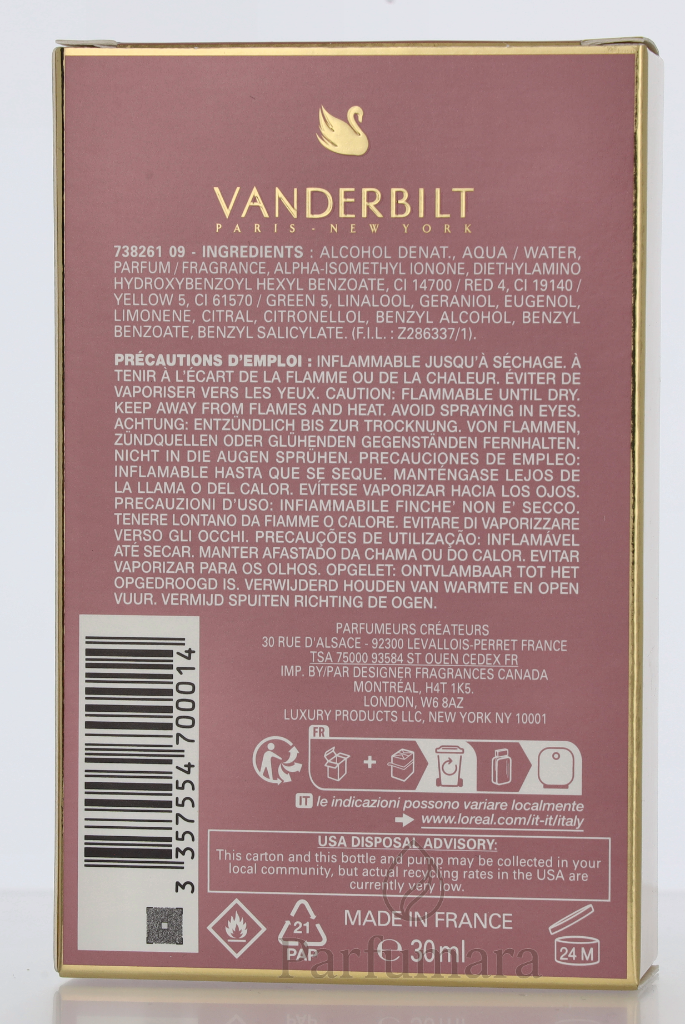 VANDERBILT
PARIS - NEW YORK
738261 09 - INGREDIENTS : ALCOHOL DENAT., AQUA / WATER,
PARFUM / FRAGRANCE, ALPHA-ISOMETHYL IONONE, DIETHYLAMINO
HYDROXYBENZOYL HEXYL BENZOATE, CI 14700 / RED 4, CI 19140 /
YELLOW 5, CI 61570 / GREEN 5, LINALOOL, GERANIOL, EUGENOL,
LIMONENE, CITRAL, CITRONELLOL, BENZYL ALCOHOL, BENZYL
BENZOATE, BENZYL SALICYLATE. (F.I.L. : Z286337/1).
PRÉCAUTIONS D'EMPLOI : INFLAMMABLE JUSQU'À SÉCHAGE. À
TENIR À L'ÉCART DE LA FLAMME OU DE LA CHALEUR. ÉVITER DE
VAPORISER VERS LES YEUX. CAUTION: FLAMMABLE UNTIL DRY.
KEEP AWAY FROM FLAMES AND HEAT. AVOID SPRAYING IN EYES.
ACHTUNG: ENTZÜNDLICH BIS ZUR TROCKNUNG. VON FLAMMEN,
ZÜNDQUELLEN ODER GLÜHENDEN GEGENSTÄNDEN FERNHALTEN.
NICHT IN DIE AUGEN SPRÜHEN. PRECAUCIONES DE EMPLEO:
INFLAMABLE HASTA QUE SE SEQUE. MANTÉNGASE LEJOS DE
LA LLAMA O DEL CALOR. EVÍTESE VAPORIZAR HACIA LOS OJOS.
PRECAUZIONI D'USO: INFIAMMABILE FINCHE' NON E' SECCO.
TENERE LONTANO DA FIAMME O CALORE. EVITARE DI VAPORIZZARE
VERSO GLI OCCHI. PRECAUÇÕES DE UTILIZAÇÃO: INFLAMÁVEL
ATÉ SECAR. MANTER AFASTADO DA CHAMA OU DO CALOR. EVITAR
VAPORIZAR PARA OS OLHOS. OPGELET: ONTVLAMBAAR TOT HET
OPGEDROOGD IS. VERWIJDERD HOUDEN VAN WARMTE EN OPEN
VUUR. VERMIJD SPUITEN RICHTING DE OGEN.
PARFUMEURS CRÉATEURS
30 RUE D'ALSACE - 92300 LEVALLOIS-PERRET FRANCE
TSA 75000 93584 ST OUEN CEDEX FR
IMP. BY/PAR DESIGNER FRAGRANCES CANADA
MONTRÉAL, H4T 1K5.
LONDON, W6 8AZ
LUXURY PRODUCTS LLC, NEW YORK NY 10001
3 357554 700014
FR
+
IT le indicazioni possono variare localmente
www.loreal.com/it-it/italy
USA DISPOSAL ADVISORY:
This carton and this bottle and pump may be collected in your
local community, but actual recycling rates in the USA are
currently very low.
21
PAP
MADE IN FRANCE
℮ 30ml
24 M
Parfumara